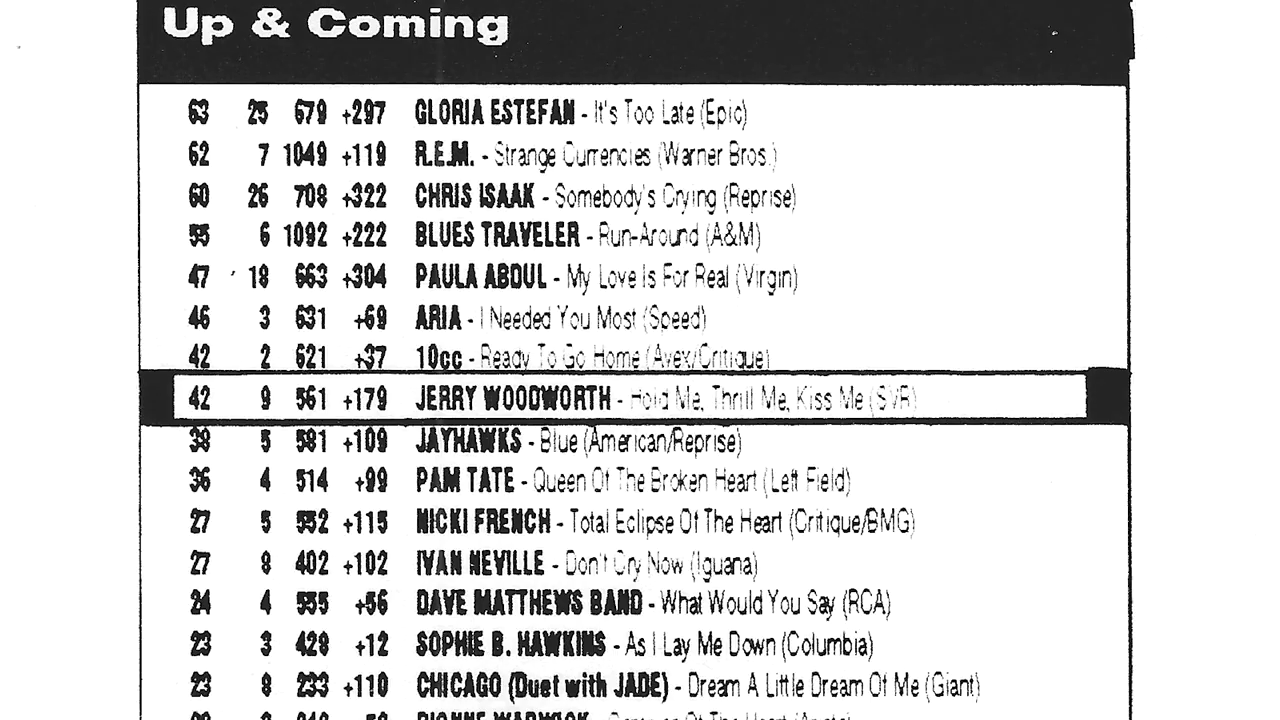 Up & Coming
63 25 679 +297 GLORIA ESTEFAN - It's Too Late (Epic)
62 7 1049 +119 R.E.M. - Strange Currencies (Warner Bros.)
60 26 708 +322 CHRIS ISAAK - Somebody's Crying (Reprise)
55 6 1092 +222 BLUES TRAVELER - Run-Around (A&M)
47 18 663 +304 PAULA ABDUL - My Love Is For Real (Virgin)
46 3 631 +69 ARIA - I Needed You Most (Speed)
42 2 621 +37 10cc - Ready To Go Home (Avex/Critique)
42 9 561 +179 JERRY WOODWORTH - Hold Me, Thrill Me, Kiss Me (SVR)
38 5 581 +109 JAYHAWKS - Blue (American/Reprise)
36 4 514 +99 PAM TATE - Queen Of The Broken Heart (Left Field)
27 5 552 +115 NICKI FRENCH - Total Eclipse Of The Heart (Critique/BMG)
27 8 402 +102 IVAN NEVILLE - Don't Cry Now (Iguana)
24 4 555 +56 DAVE MATTHEWS BAND - What Would You Say (RCA)
23 3 428 +12 SOPHIE B. HAWKINS - As I Lay Me Down (Columbia)
23 8 233 +110 CHICAGO (Duet with JADE) - Dream A Little Dream Of Me (Giant)
DIONNE WARWICK Of The Heart